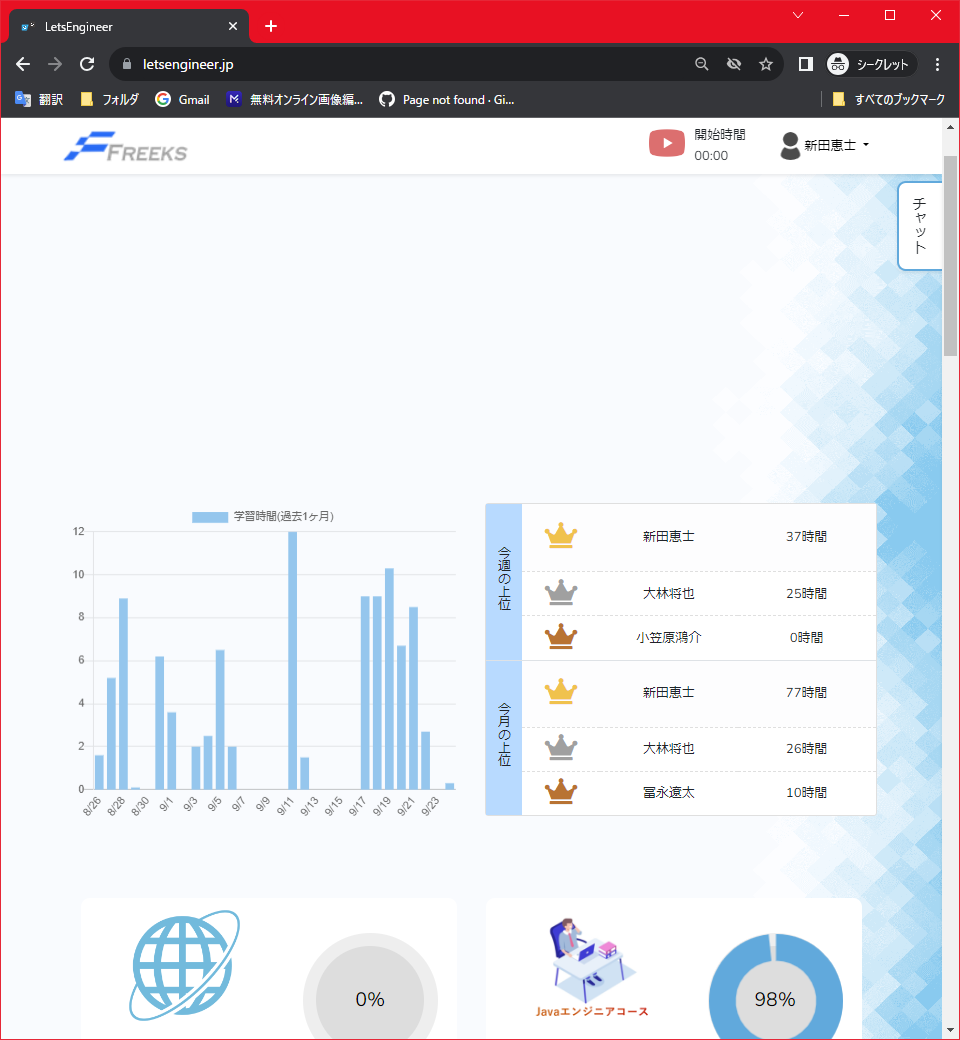 LetsEngineer
letsengineer.jp
シークレット
翻訳
フォルダ
Gmail
無料オンライン画像編...
Page not found · Gi...
すべてのブックマーク
FREEKS
開始時間
00:00
新田恵士
チャット
学習時間(過去1ヶ月)
12
10
8
6
4
2
0
8/26
8/28
8/30
9/1
9/3
9/5
9/7
9/9
9/11
9/13
9/15
9/17
9/19
9/21
9/23
今週の上位
新田恵士 37時間
大林将也 25時間
小笠原鴻介 0時間
今月の上位
新田恵士 77時間
大林将也 26時間
冨永遼太 10時間
0%
Javaエンジニアコース
98%